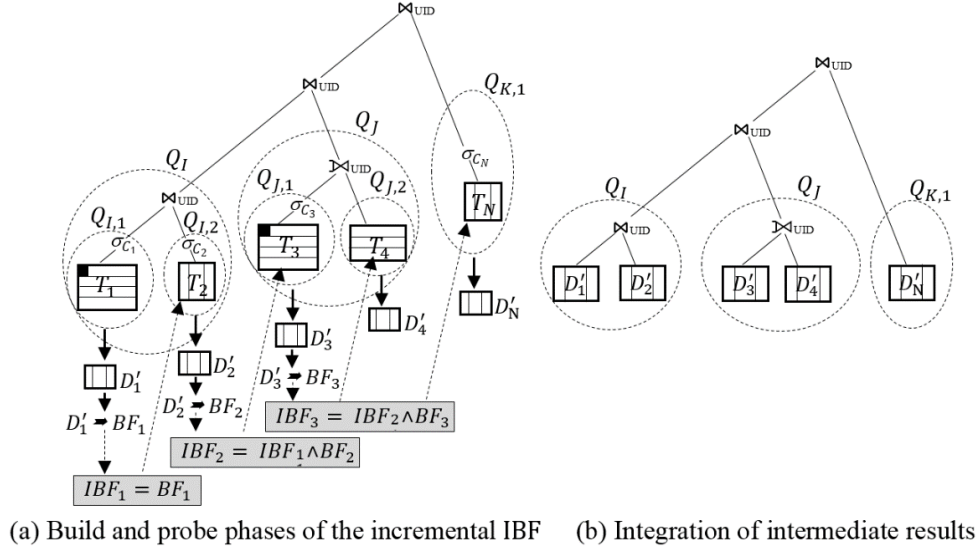 ⋈UID
⋈UID
⋈UID
Q_{K,1}
Q_J
⋈UID
Q_I
σ_{C_N}
⟕UID
Q_{J,1}
Q_{J,2}
T_N
⋈UID
σ_{C_3}
Q_{I,1}
Q_{I,2}
σ_{C_1}
σ_{C_2}
T_3
T_4
T_1
T_2
D′_N
D′_4
D′_3
D′_2
D′_1
D′_3 ➡ BF_3
D′_2 ➡ BF_2
D′_1 ➡ BF_1
IBF_3 = IBF_2∧BF_3
IBF_2 = IBF_1∧BF_2
IBF_1 = BF_1
⋈UID
Q_I
Q_J
Q_{K,1}
⋈UID
⟕UID
D′_1
D′_2
D′_3
D′_4
D′_N
(a) Build and probe phases of the incremental IBF
(b) Integration of intermediate results